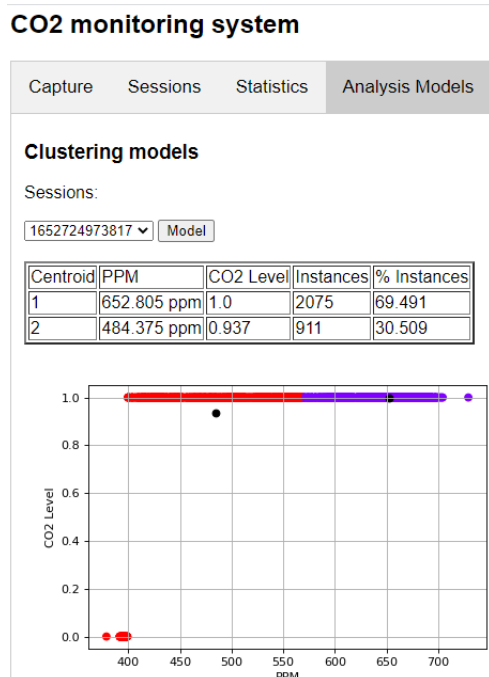 CO2 monitoring system
Capture Sessions Statistics Analysis Models
Clustering models
Sessions:
1652724973817 Model
Centroid PPM CO2 Level Instances % Instances
1 652.805 ppm 1.0 2075 69.491
2 484.375 ppm 0.937 911 30.509
1.0
0.8
0.6
0.4
0.2
0.0
CO2 Level
400 450 500 550 600 650 700
PPM